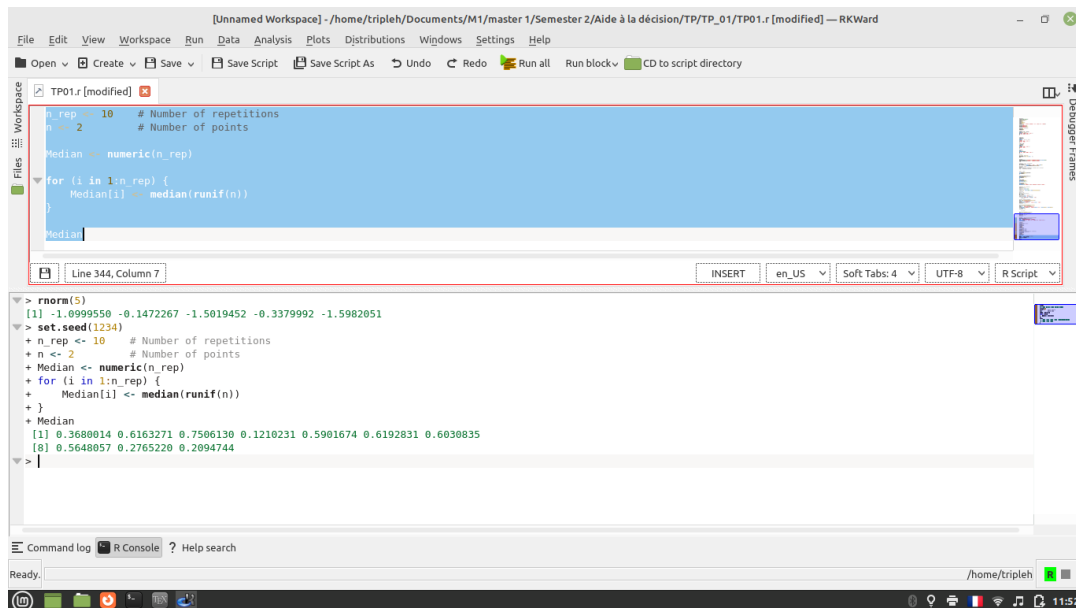 [Unnamed Workspace] - /home/tripleh/Documents/M1/master 1/Semester 2/Aide à la décision/TP/TP_01/TP01.r [modified] — RKWard
File Edit View Workspace Run Data Analysis Plots Distributions Windows Settings Help
Open Create Save Save Script Save Script As Undo Redo Run all Run block CD to script directory
TP01.r [modified]
Workspace
Files
Debugger Frames
n_rep <- 10    # Number of repetitions
n <- 2         # Number of points
Median <- numeric(n_rep)
for (i in 1:n_rep) {
    Median[i] <- median(runif(n))
}
Median
Line 344, Column 7 INSERT en_US Soft Tabs: 4 UTF-8 R Script
> rnorm(5)
[1] -1.0999550 -0.1472267 -1.5019452 -0.3379992 -1.5982051
> set.seed(1234)
+ n_rep <- 10    # Number of repetitions
+ n <- 2         # Number of points
+ Median <- numeric(n_rep)
+ for (i in 1:n_rep) {
+     Median[i] <- median(runif(n))
+ }
+ Median
 [1] 0.3680014 0.6163271 0.7506130 0.1210231 0.5901674 0.6192831 0.6030835
 [8] 0.5648057 0.2765220 0.2094744
>
Command log R Console ? Help search
Ready. /home/tripleh R
11:52